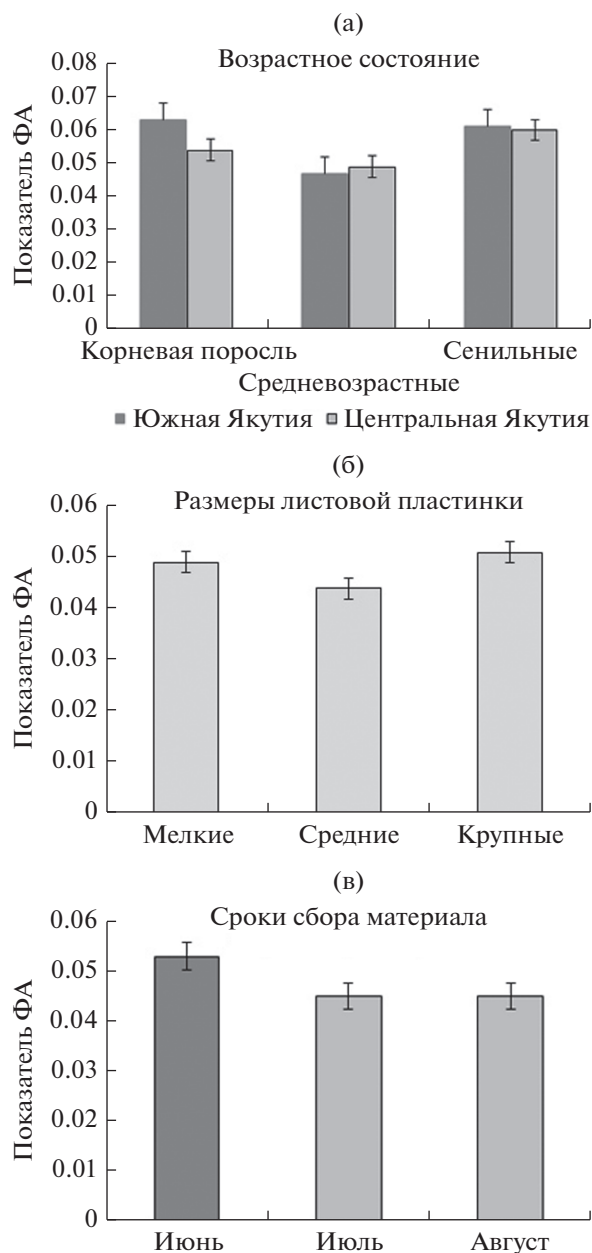 (а)
Возрастное состояние
Показатель ФА
0.08
0.07
0.06
0.05
0.04
0.03
0.02
0.01
0
Корневая поросль
Сенильные
Средневозрастные
Южная Якутия
Центральная Якутия
(б)
Размеры листовой пластинки
Показатель ФА
0.06
0.05
0.04
0.03
0.02
0.01
0
Мелкие
Средние
Крупные
(в)
Сроки сбора материала
Показатель ФА
0.06
0.05
0.04
0.03
0.02
0.01
0
Июнь
Июль
Август